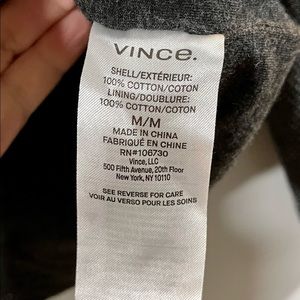 VINCE.
SHELL/EXTÉRIEUR:
100% COTTON/COTON
LINING/DOUBLURE:
100% COTTON/COTON
M/M
MADE IN CHINA
FABRIQUÉ EN CHINE
RN#106730
Vince, LLC
500 Fifth Avenue, 20th Floor
New York, NY 10110
SEE REVERSE FOR CARE
VOIR AU VERSO POUR LES SOINS